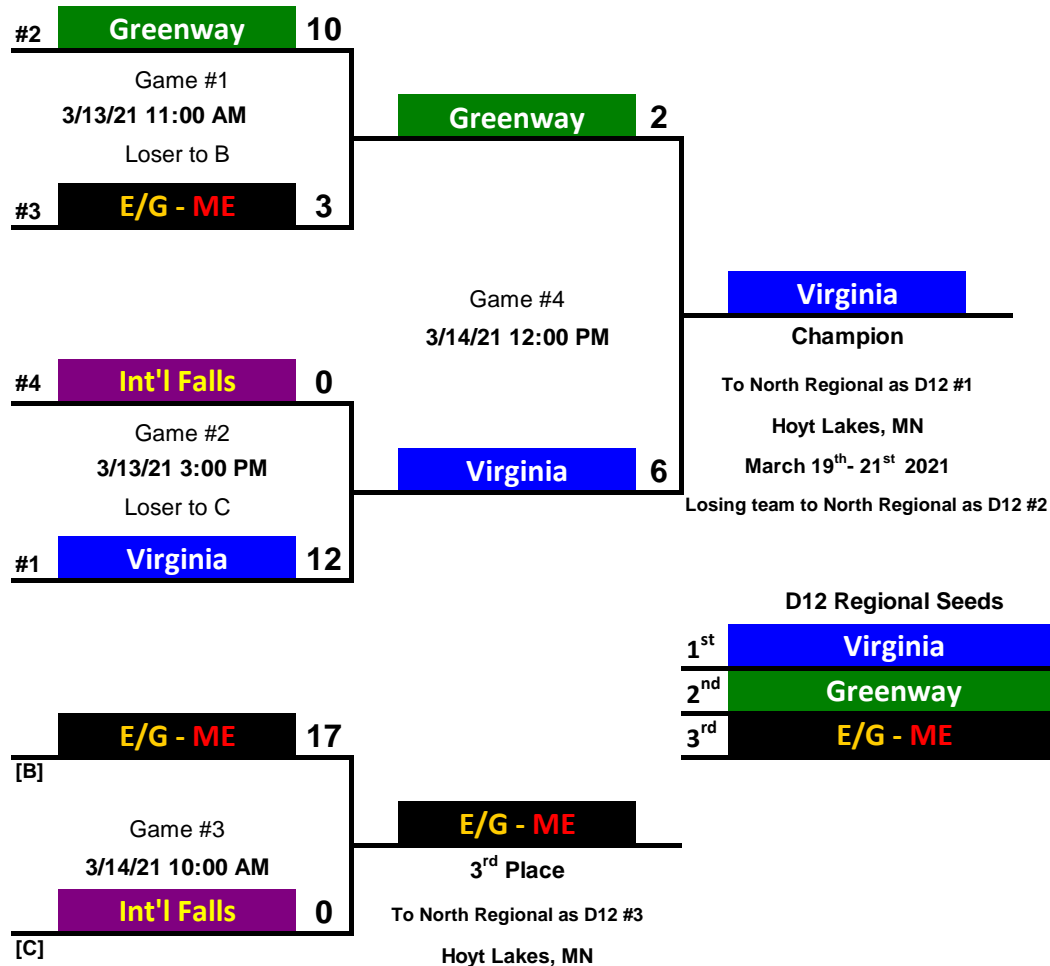 #2 Greenway 10
Game #1
3/13/21 11:00 AM
Loser to B
#3 E/G - ME 3
Greenway 2
Game #4
3/14/21 12:00 PM
Virginia 6
#4 Int'l Falls 0
Game #2
3/13/21 3:00 PM
Loser to C
#1 Virginia 12
Virginia
Champion
To North Regional as D12 #1
Hoyt Lakes, MN
March 19th- 21st 2021
Losing team to North Regional as D12 #2
D12 Regional Seeds
1st Virginia
2nd Greenway
3rd E/G - ME
E/G - ME 17
[B]
Game #3
3/14/21 10:00 AM
Int'l Falls 0
[C]
E/G - ME
3rd Place
To North Regional as D12 #3
Hoyt Lakes, MN